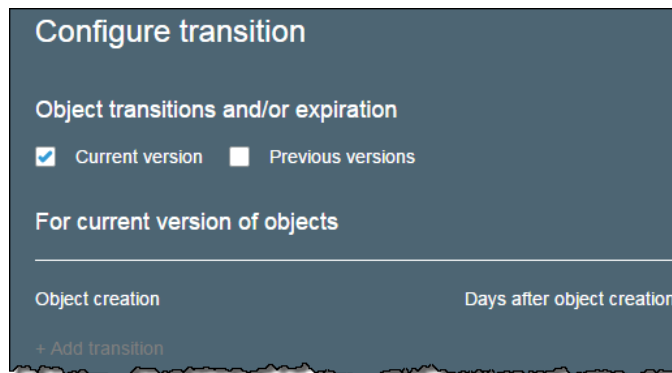 Configure transition
Object transitions and/or expiration
Current version Previous versions
For current version of objects
Object creation Days after object creation
+ Add transition